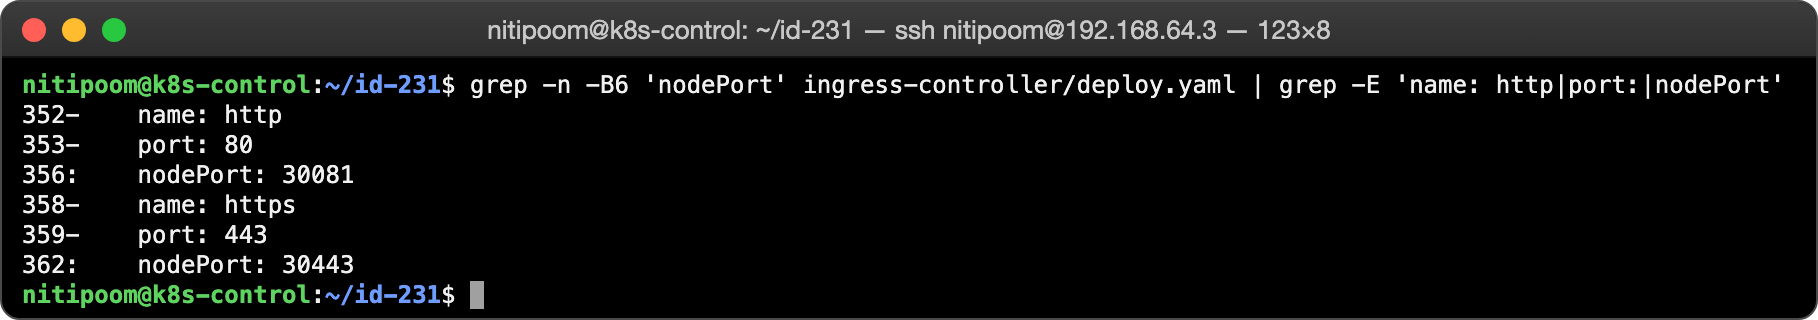 nitipoom@k8s-control: ~/id-231 — ssh nitipoom@192.168.64.3 — 123×8
nitipoom@k8s-control:~/id-231$ grep -n -B6 'nodePort' ingress-controller/deploy.yaml | grep -E 'name: http|port:|nodePort'
352-    name: http
353-    port: 80
356:    nodePort: 30081
358-    name: https
359-    port: 443
362:    nodePort: 30443
nitipoom@k8s-control:~/id-231$